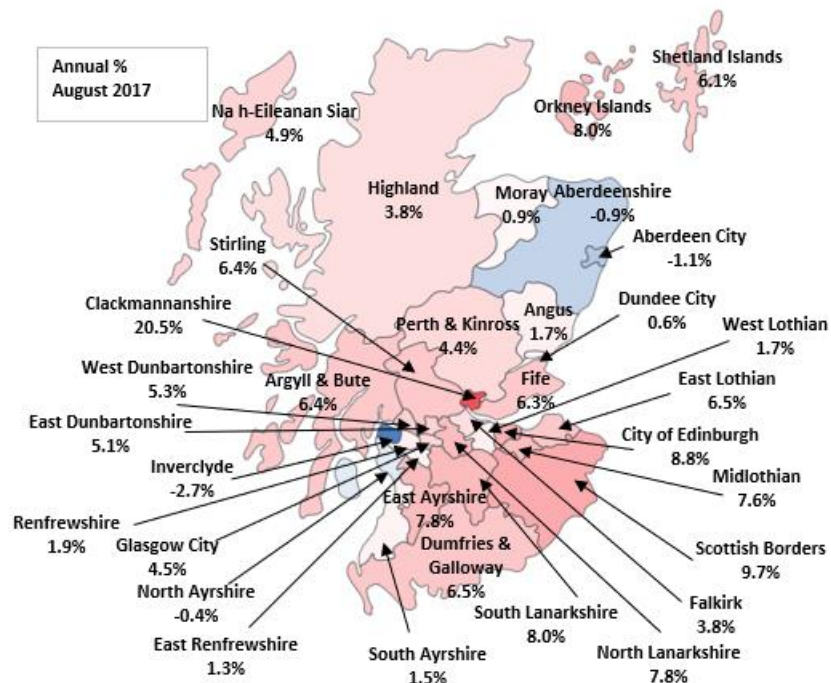 Annual %
August 2017
Shetland Islands
6.1%
Orkney Islands
8.0%
Na h-Eileanan Siar
4.9%
Highland
3.8%
Moray
0.9%
Aberdeenshire
-0.9%
Aberdeen City
-1.1%
Stirling
6.4%
Clackmannanshire
20.5%
Perth & Kinross
4.4%
Angus
1.7%
Dundee City
0.6%
West Lothian
1.7%
West Dunbartonshire
5.3%
Argyll & Bute
6.4%
Fife
6.3%
East Lothian
6.5%
East Dunbartonshire
5.1%
City of Edinburgh
8.8%
Inverclyde
-2.7%
Midlothian
7.6%
Renfrewshire
1.9%
East Ayrshire
7.8%
Glasgow City
4.5%
Dumfries &
Galloway
6.5%
Scottish Borders
9.7%
North Ayrshire
-0.4%
South Lanarkshire
8.0%
Falkirk
3.8%
East Renfrewshire
1.3%
South Ayrshire
1.5%
North Lanarkshire
7.8%